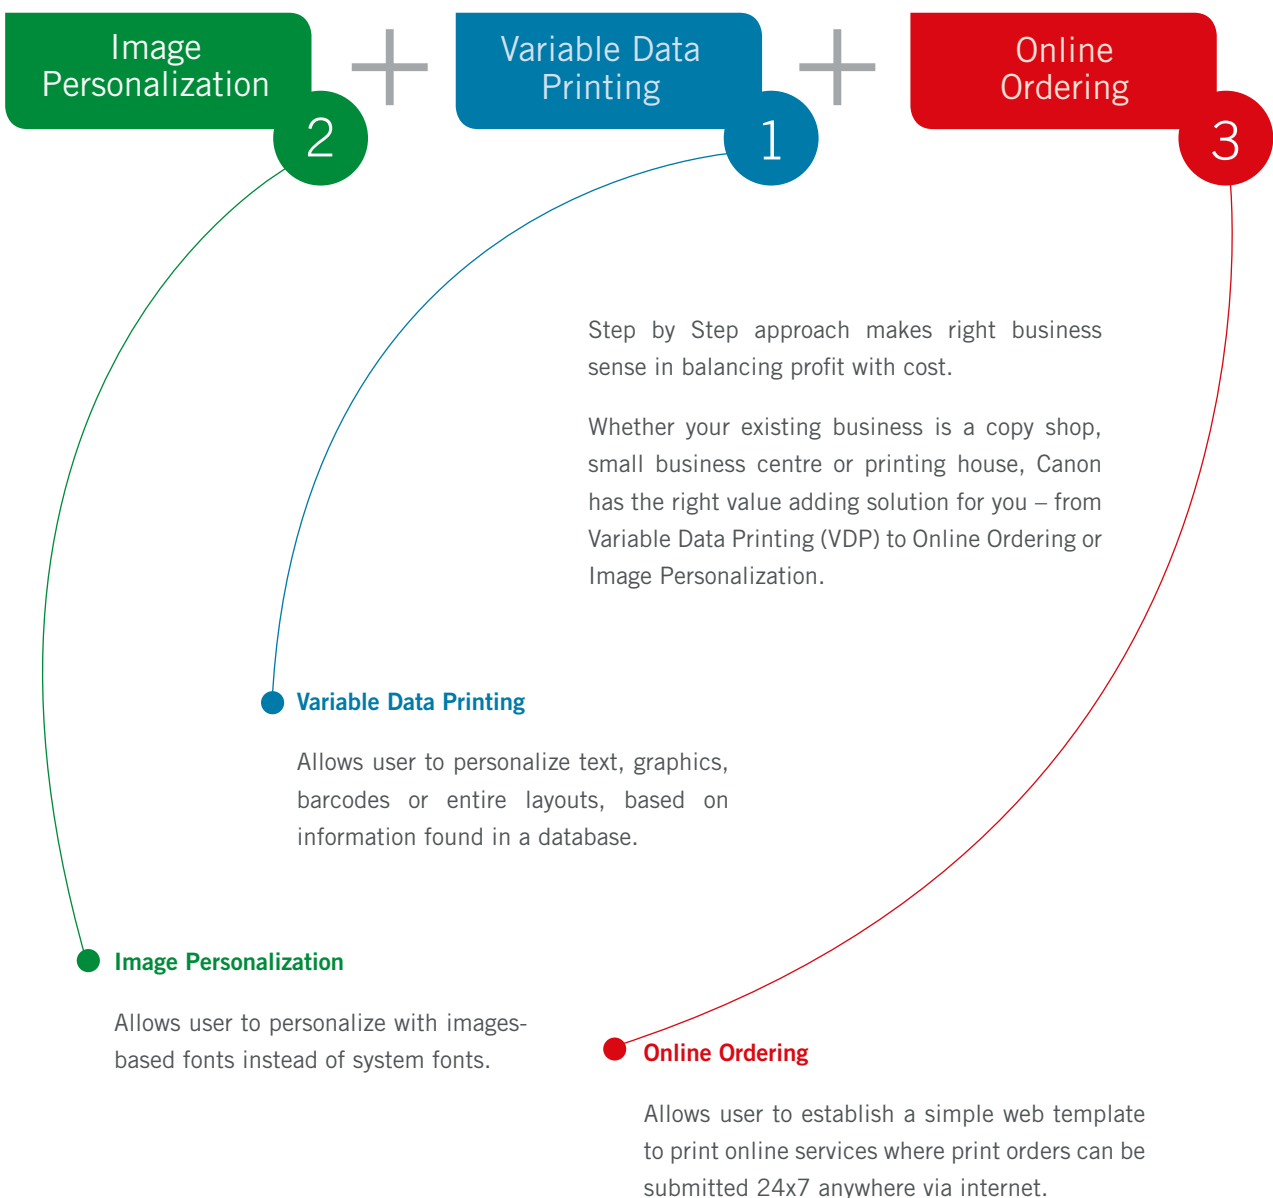 Image
Personalization
2
+
Variable Data
Printing
1
+
Online
Ordering
3
Step by Step approach makes right business
sense in balancing profit with cost.
Whether your existing business is a copy shop,
small business centre or printing house, Canon
has the right value adding solution for you – from
Variable Data Printing (VDP) to Online Ordering or
Image Personalization.
Variable Data Printing
Allows user to personalize text, graphics,
barcodes or entire layouts, based on
information found in a database.
Image Personalization
Allows user to personalize with images-
based fonts instead of system fonts.
Online Ordering
Allows user to establish a simple web template
to print online services where print orders can be
submitted 24x7 anywhere via internet.